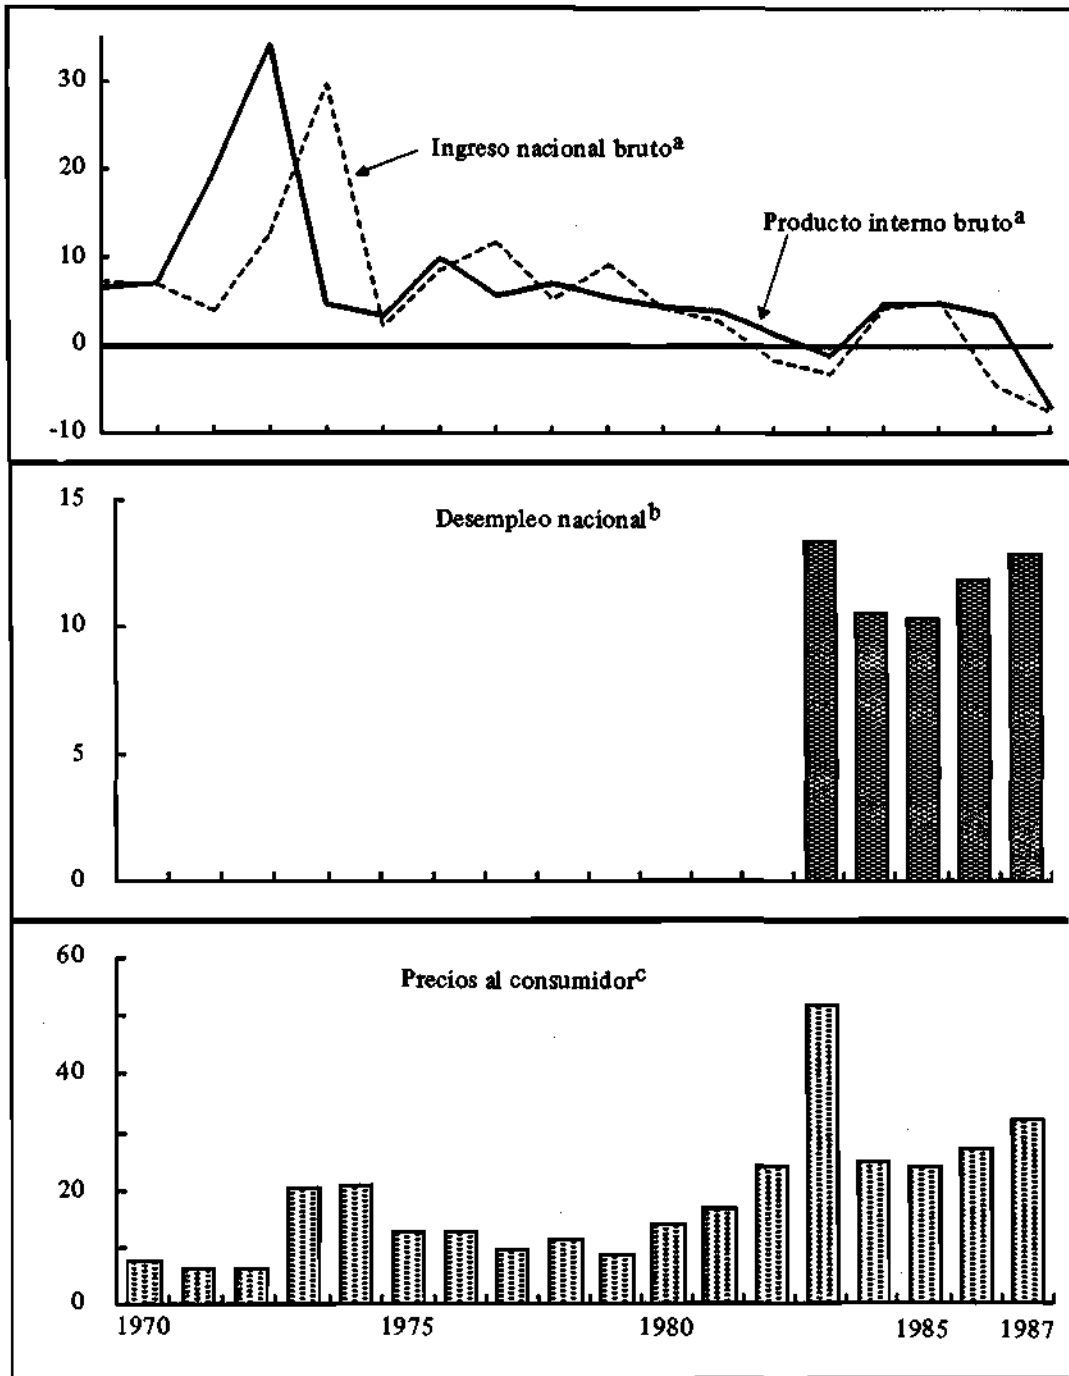 30
20
10
0
-10
Ingreso nacional bruto^a
Producto interno bruto^a
15
10
5
0
Desempleo nacional^b
60
40
20
0
Precios al consumidor^c
1970 1975 1980 1985 1987